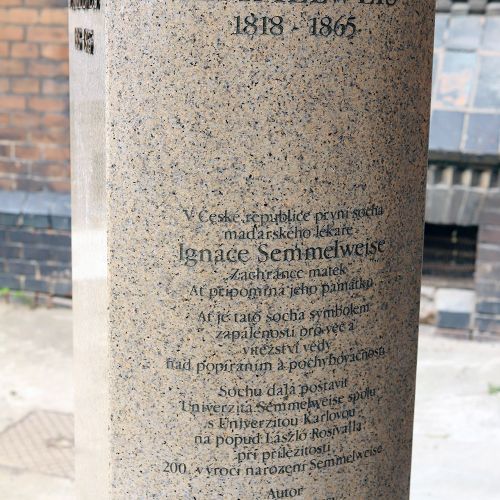 1818 - 1865
V České republice první socha
maďarského lékaře
Ignáce Semmelweise
Zachránce matek
Ať připomíná jeho památku
Ať je tato socha symbolem
zapálenosti pro věc a
vítězství vědy
nad popíráním a pochybovačností
Sochu dala postavit
Univerzita Semmelweise spolu
s Univerzitou Karlovou
na popud László Rosivalla
při příležitosti
200. výročí narození Semmelweise
Autor